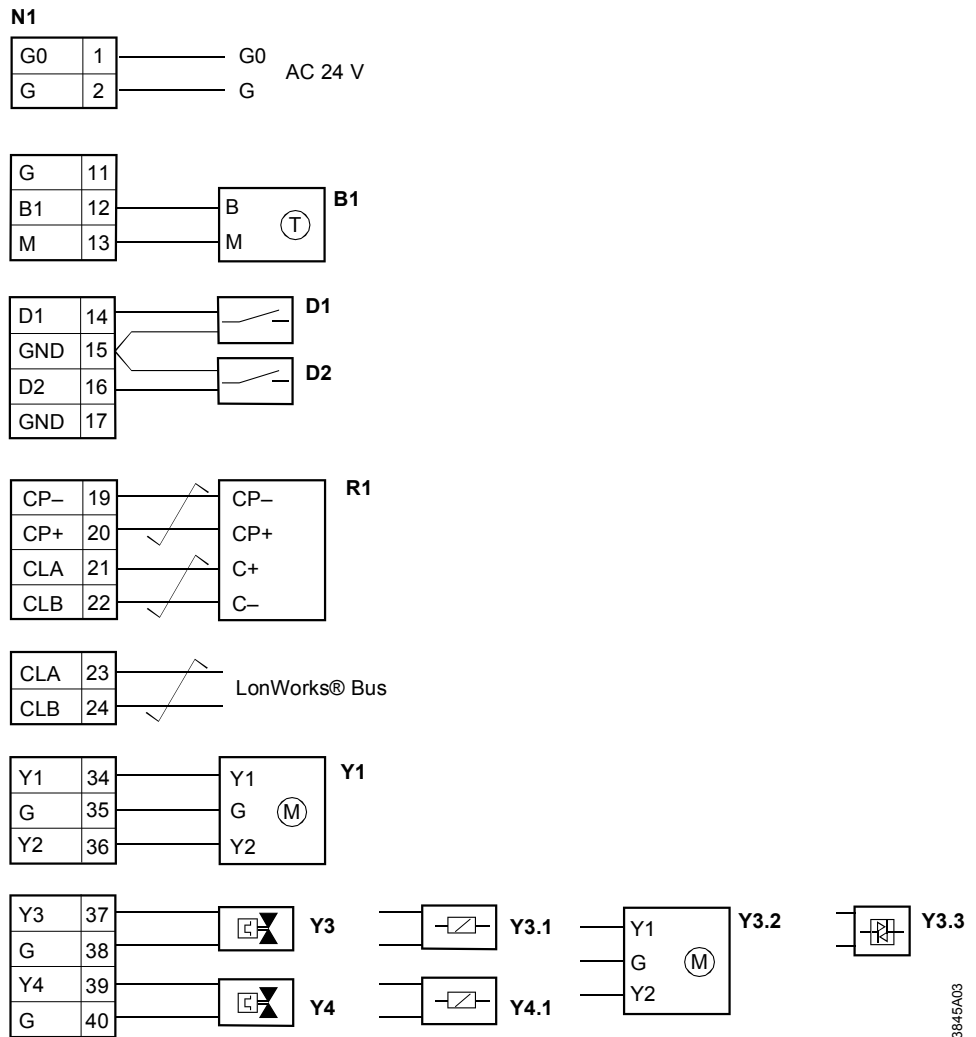 N1
G0 1 G0
AC 24 V
G 2 G
G 11
B1 12 B B1
T
M 13 M
D1 14 D1
GND 15
D2 16 D2
GND 17
CP– 19 CP– R1
CP+ 20 CP+
CLA 21 C+
CLB 22 C–
CLA 23
LonWorks® Bus
CLB 24
Y1 34 Y1 Y1
G 35 G M
Y2 36 Y2
Y3 37 Y3 Y3.1 Y1 Y3.2 Y3.3
G 38 G M
Y4 39 Y2
G 40 Y4 Y4.1
3845A03